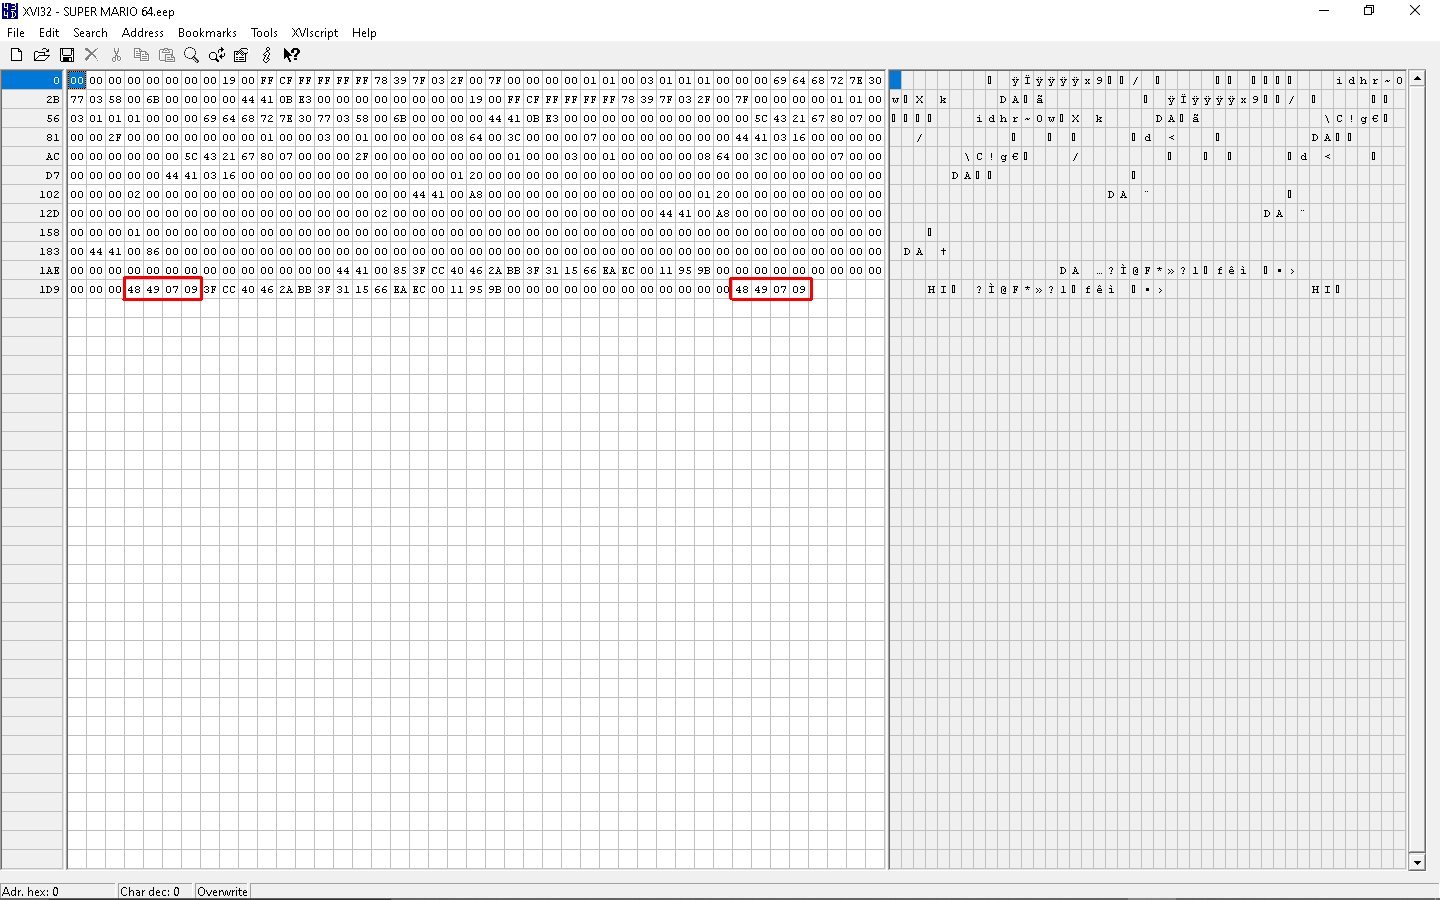 XVI32 - SUPER MARIO 64.eep
File Edit Search Address Bookmarks Tools XVIscript Help
0 00 00 00 00 00 00 00 00 19 00 FF CF FF FF FF FF 78 39 7F 03 2F 00 7F 00 00 00 00 01 01 00 03 01 01 01 00 00 00 69 64 68 72 7E 30 ÿ Ï ÿ ÿ ÿ ÿ x 9 / i d h r ~ 0
2B 77 03 58 00 6B 00 00 00 00 44 41 0B E3 00 00 00 00 00 00 00 00 19 00 FF CF FF FF FF FF 78 39 7F 03 2F 00 7F 00 00 00 00 01 01 00 w X k D A ã ÿ Ï ÿ ÿ ÿ ÿ x 9 /
56 03 01 01 01 00 00 00 69 64 68 72 7E 30 77 03 58 00 6B 00 00 00 00 44 41 0B E3 00 00 00 00 00 00 00 00 00 00 5C 43 21 67 80 07 00 i d h r ~ 0 w X k D A ã \ C ! g €
81 00 00 2F 00 00 00 00 00 00 00 01 00 00 03 00 01 00 00 00 00 08 64 00 3C 00 00 00 07 00 00 00 00 00 00 00 44 41 03 16 00 00 00 00 / d < D A
AC 00 00 00 00 00 00 5C 43 21 67 80 07 00 00 00 2F 00 00 00 00 00 00 00 01 00 00 03 00 01 00 00 00 00 08 64 00 3C 00 00 00 07 00 00 \ C ! g € / d <
D7 00 00 00 00 00 44 41 03 16 00 00 00 00 00 00 00 00 00 00 00 01 20 00 00 00 00 00 00 00 00 00 00 00 00 00 00 00 00 00 00 00 00 00 D A
102 00 00 00 02 00 00 00 00 00 00 00 00 00 00 00 00 00 00 44 41 00 A8 00 00 00 00 00 00 00 00 00 00 00 01 20 00 00 00 00 00 00 00 00 D A ¨
12D 00 00 00 00 00 00 00 00 00 00 00 00 00 00 00 00 02 00 00 00 00 00 00 00 00 00 00 00 00 00 00 44 41 00 A8 00 00 00 00 00 00 00 00 D A ¨
158 00 00 00 01 00 00 00 00 00 00 00 00 00 00 00 00 00 00 00 00 00 00 00 00 00 00 00 00 00 00 00 00 00 00 00 00 00 00 00 00 00 00 00
183 00 44 41 00 86 00 00 00 00 00 00 00 00 00 00 00 00 00 00 00 00 00 00 00 00 00 00 00 00 00 00 00 00 00 00 00 00 00 00 00 00 00 00 D A †
1AE 00 00 00 00 00 00 00 00 00 00 00 00 00 00 44 41 00 85 3F CC 40 46 2A BB 3F 31 15 66 EA EC 00 11 95 9B 00 00 00 00 00 00 00 00 00 D A … ? Ì @ F * » ? 1 f ê ì • ›
1D9 00 00 00 48 49 07 09 3F CC 40 46 2A BB 3F 31 15 66 EA EC 00 11 95 9B 00 00 00 00 00 00 00 00 00 00 00 00 48 49 07 09 H I ? Ì @ F * » ? 1 f ê ì • › H I
Adr. hex: 0 Char dec: 0 Overwrite